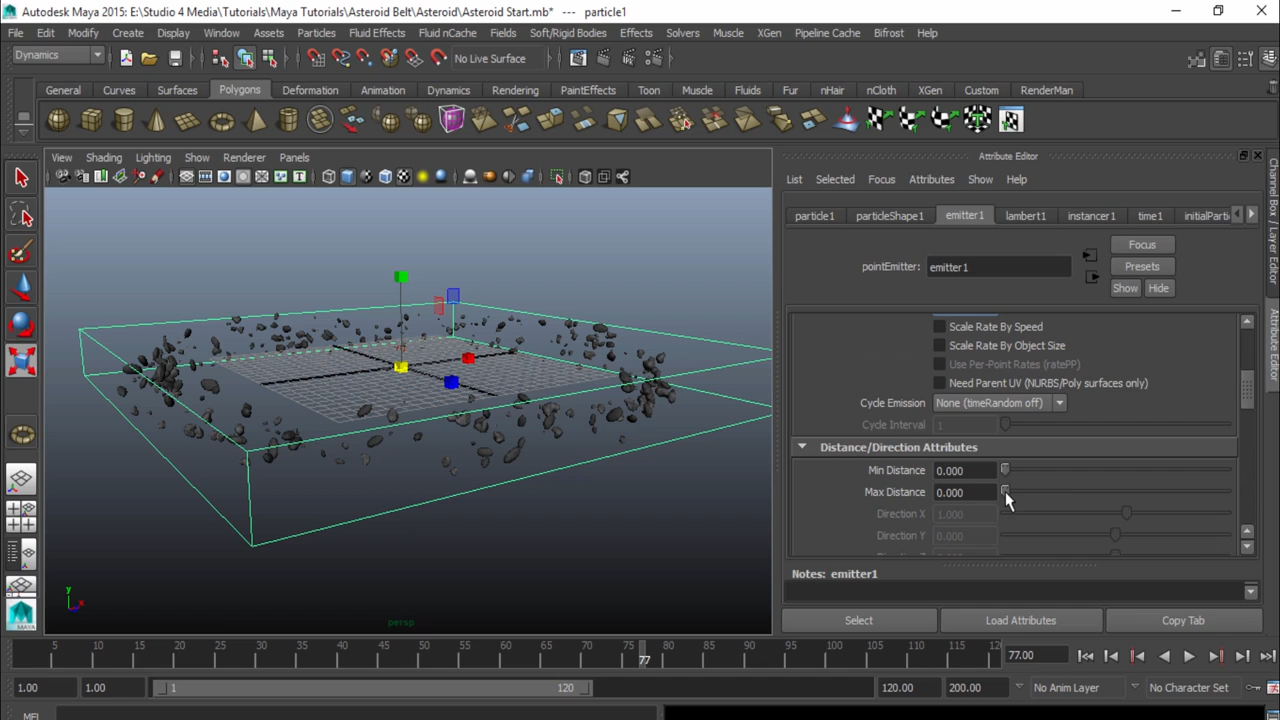 Autodesk Maya 2015: E:\Studio 4 Media\Tutorials\Maya Tutorials\Asteroid Belt\Asteroid\Asteroid Start.mb* --- particle1
File Edit Modify Create Display Window Assets Particles Fluid Effects Fluid nCache Fields Soft/Rigid Bodies Effects Solvers Muscle XGen Pipeline Cache Bifrost Help
Dynamics No Live Surface
General Curves Surfaces Polygons Deformation Animation Dynamics Rendering PaintEffects Toon Muscle Fluids Fur nHair nCloth XGen Custom RenderMan
View Shading Lighting Show Renderer Panels
Attribute Editor
List Selected Focus Attributes Show Help
particle1 particleShape1 emitter1 lambert1 instancer1 time1 initialParti
Focus
pointEmitter: emitter1
Presets
Show Hide
Scale Rate By Speed
Scale Rate By Object Size
Use Per-Point Rates (ratePP)
Need Parent UV (NURBS/Poly surfaces only)
Cycle Emission None (timeRandom off)
Cycle Interval 1
Distance/Direction Attributes
Min Distance 0.000
Max Distance 0.000
Direction X 1.000
Direction Y 0.000
Notes: emitter1
Select Load Attributes Copy Tab
Channel Box / Layer Editor
Attribute Editor
y
x
persp
MAYA
5 10 15 20 25 30 35 40 45 50 55 60 65 70 75 80 85 90 95 100 105 110 115 12
77
77.00
1.00 1.00 1 120 120.00 200.00 No Anim Layer No Character Set
MEL